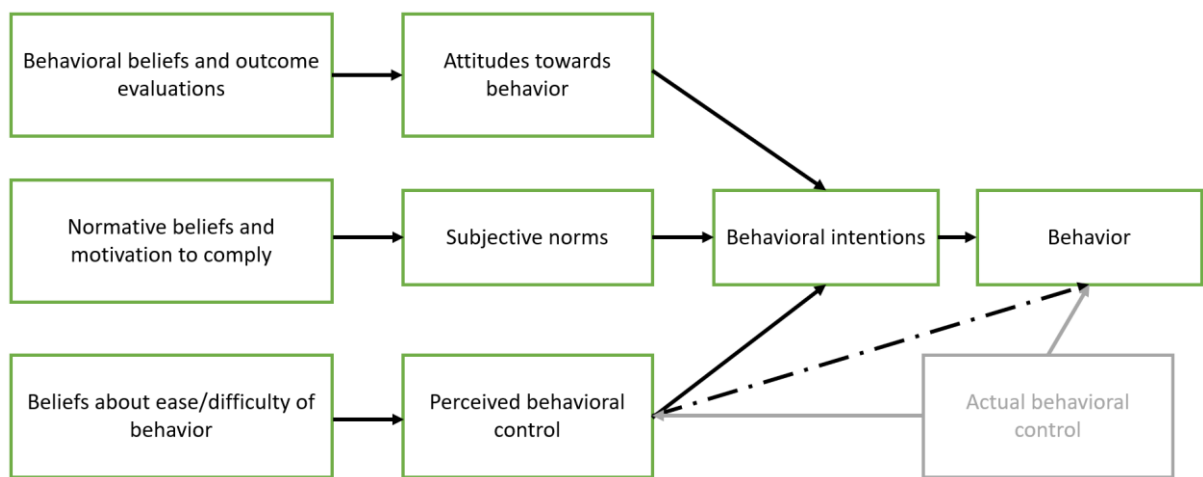 Behavioral beliefs and outcome
evaluations
Attitudes towards
behavior
Normative beliefs and
motivation to comply
Subjective norms
Behavioral intentions
Behavior
Beliefs about ease/difficulty of
behavior
Perceived behavioral
control
Actual behavioral
control